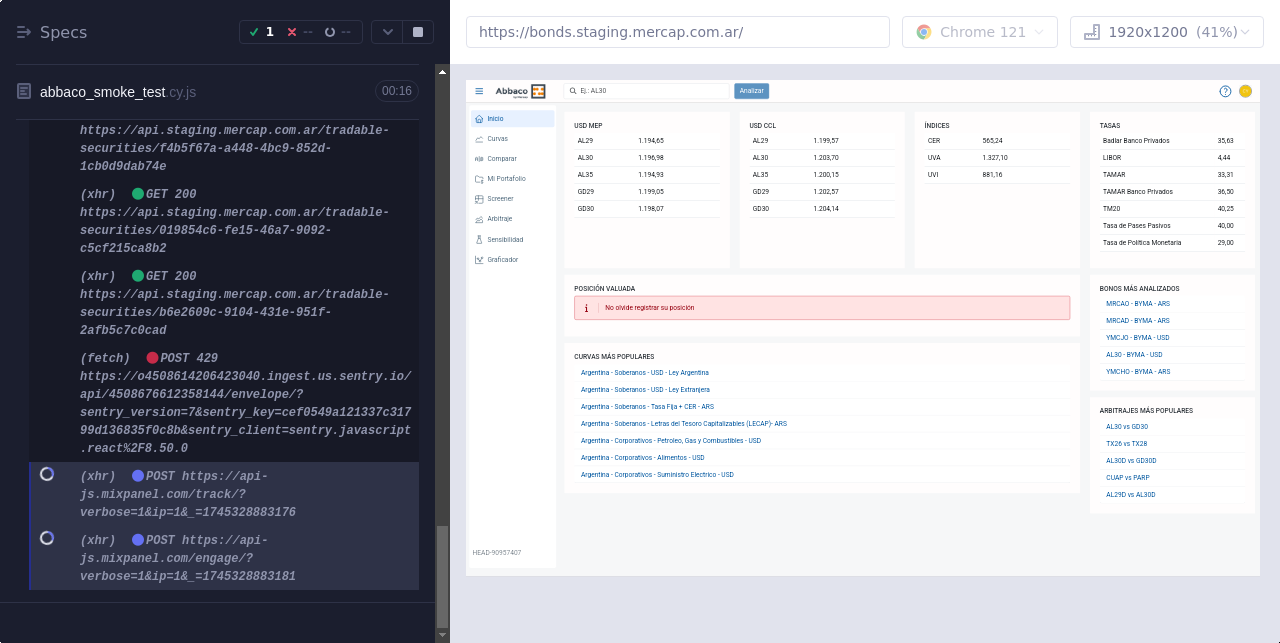 Specs
1
--
--
abbaco_smoke_test.cy.js
00:16
https://api.staging.mercap.com.ar/tradable-
securities/f4b5f67a-a448-4bc9-852d-
1cb0d9dab74e
(xhr) GET 200
https://api.staging.mercap.com.ar/tradable-
securities/019854c6-fe15-46a7-9092-
c5cf215ca8b2
(xhr) GET 200
https://api.staging.mercap.com.ar/tradable-
securities/b6e2609c-9104-431e-951f-
2afb5c7c0cad
(fetch) POST 429
https://o4508614206423040.ingest.us.sentry.io/
api/4508676612358144/envelope/?
sentry_version=7&sentry_key=cef0549a121337c317
99d136835f0c8b&sentry_client=sentry.javascript
.react%2F8.50.0
(xhr) POST https://api-
js.mixpanel.com/track/?
verbose=1&ip=1&_=1745328883176
(xhr) POST https://api-
js.mixpanel.com/engage/?
verbose=1&ip=1&_=1745328883181
https://bonds.staging.mercap.com.ar/
Chrome 121
1920x1200 (41%)
Abbaco
Ej.: AL30
Analizar
Inicio
Curvas
Comparar
Mi Portafolio
Screener
Arbitraje
Sensibilidad
Graficador
HEAD-90957407
USD MEP
AL29 1.194,65
AL30 1.196,98
AL35 1.194,93
GD29 1.199,05
GD30 1.198,07
USD CCL
AL29 1.199,57
AL30 1.203,70
AL35 1.200,15
GD29 1.202,57
GD30 1.204,14
ÍNDICES
CER 565,24
UVA 1.327,10
UVI 881,16
TASAS
Badlar Banco Privados 35,63
LIBOR 4,44
TAMAR 33,31
TAMAR Banco Privados 36,50
TM20 40,25
Tasa de Pases Pasivos 40,00
Tasa de Política Monetaria 29,00
POSICIÓN VALUADA
No olvide registrar su posición
CURVAS MÁS POPULARES
Argentina - Soberanos - USD - Ley Argentina
Argentina - Soberanos - USD - Ley Extranjera
Argentina - Soberanos - Tasa Fija + CER - ARS
Argentina - Soberanos - Letras del Tesoro Capitalizables (LECAP)- ARS
Argentina - Corporativos - Petroleo, Gas y Combustibles - USD
Argentina - Corporativos - Alimentos - USD
Argentina - Corporativos - Suministro Electrico - USD
BONOS MÁS ANALIZADOS
MRCAO - BYMA - ARS
MRCAD - BYMA - ARS
YMCJO - BYMA - USD
AL30 - BYMA - USD
YMCHO - BYMA - ARS
ARBITRAJES MÁS POPULARES
AL30 vs GD30
TX26 vs TX28
AL30D vs GD30D
CUAP vs PARP
AL29D vs AL30D